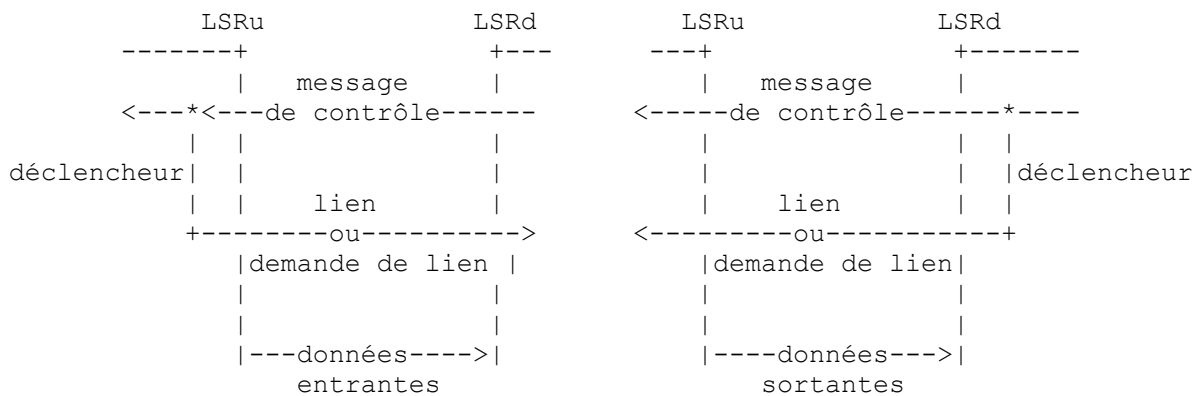 LSRu LSRd LSRu LSRd
-------+ +--- ---+ +-------
| message | | message |
<---*<---de contrôle------ <-----de contrôle------*----
| | | | | |
déclencheur| | | | | |déclencheur
| | lien | | lien | |
+--------ou----------> <---------ou-----------+
|demande de lien | |demande de lien|
| | | |
| | | |
|---données---->| |----données--->|
entrantes sortantes